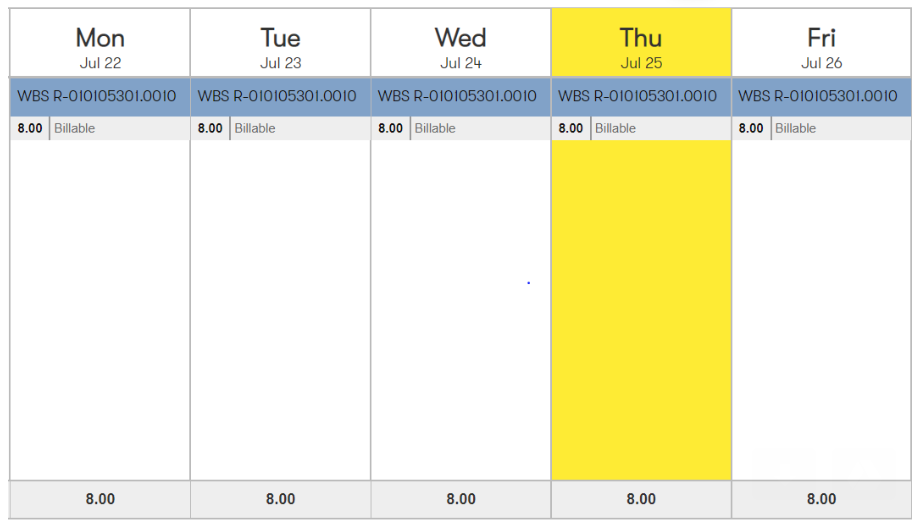 Mon Tue Wed Thu Fri
Jul 22 Jul 23 Jul 24 Jul 25 Jul 26
WBS R-010105301.0010 WBS R-010105301.0010 WBS R-010105301.0010 WBS R-010105301.0010 WBS R-010105301.0010
8.00 Billable 8.00 Billable 8.00 Billable 8.00 Billable 8.00 Billable
8.00 8.00 8.00 8.00 8.00